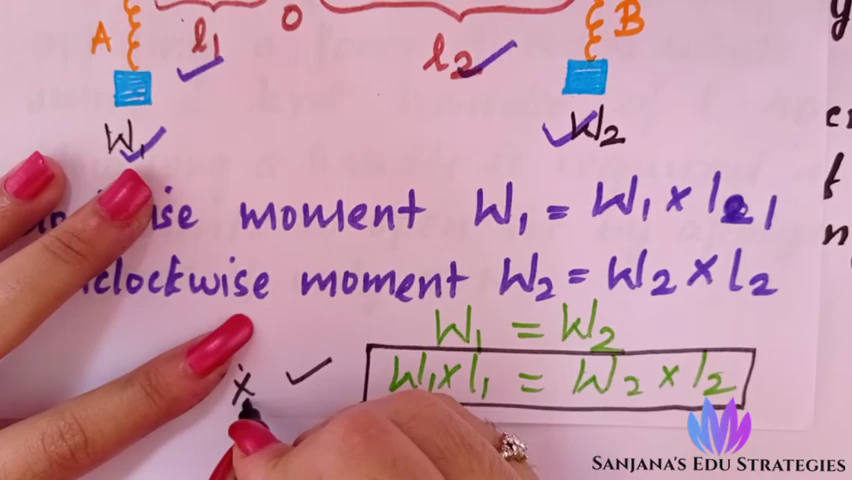 A l1 O l2 B
W1 W2
moment W1 = W1 × l1
clockwise moment W2 = W2 × l2
W1 = W2
W1 × l1 = W2 × l2
SANJANA'S EDU STRATEGIES